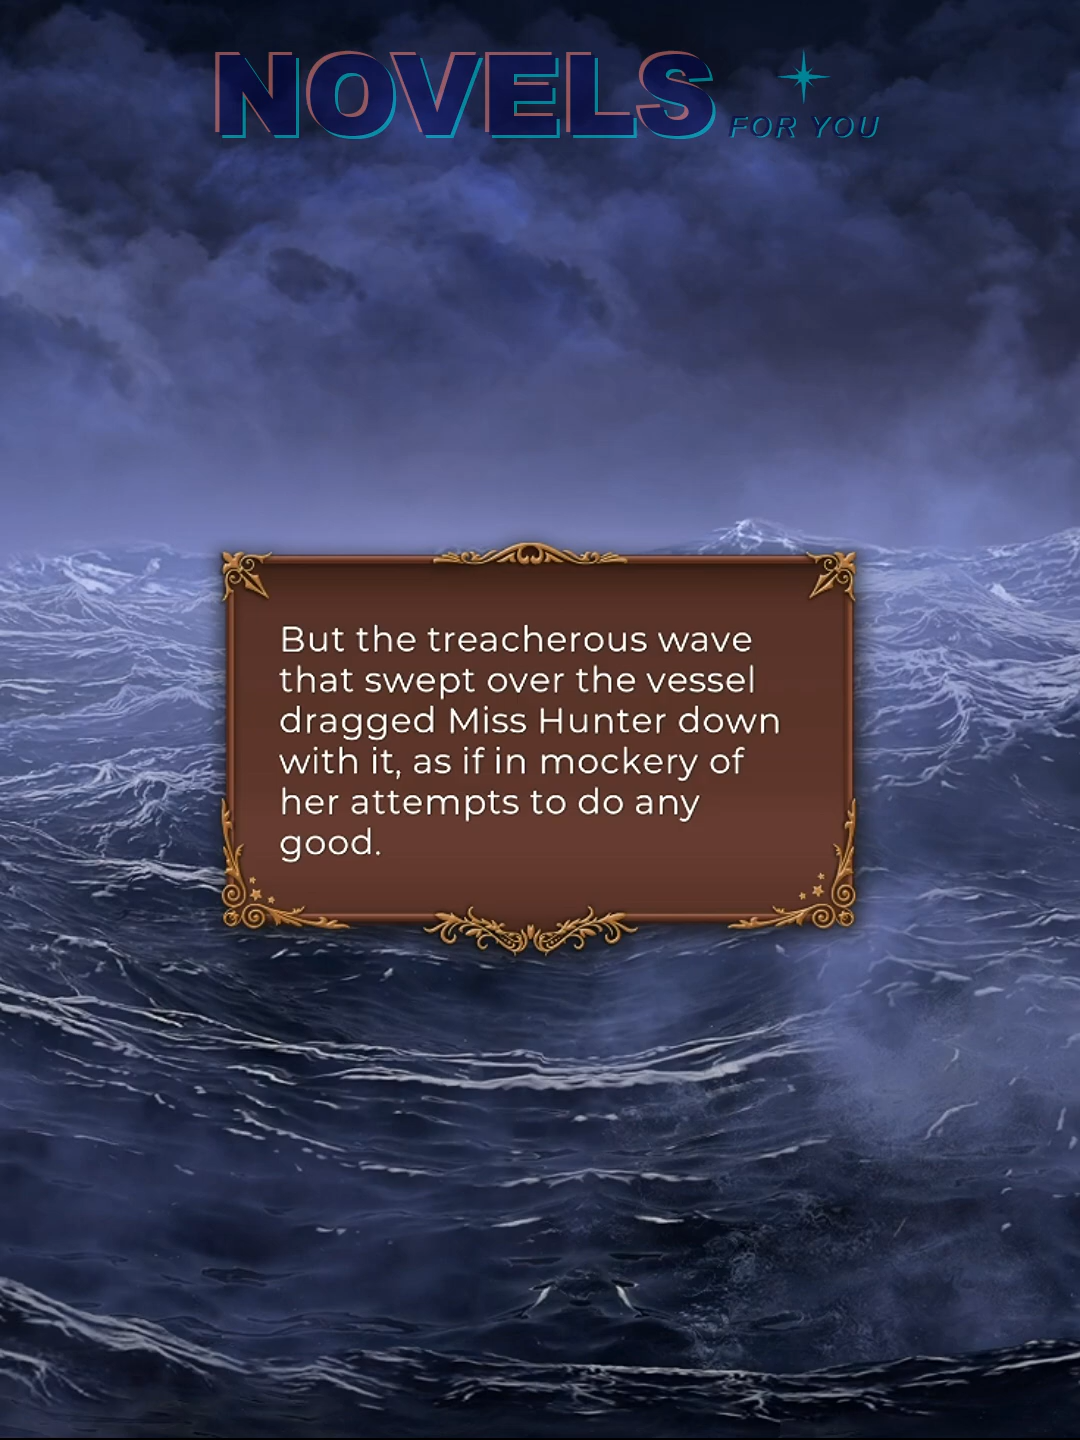 NOVELS
FOR YOU
But the treacherous wave
that swept over the vessel
dragged Miss Hunter down
with it, as if in mockery of
her attempts to do any
good.